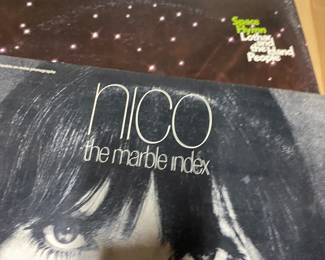 Space
Hymn
Lothar
and the
Hand
People
nico
the marble index